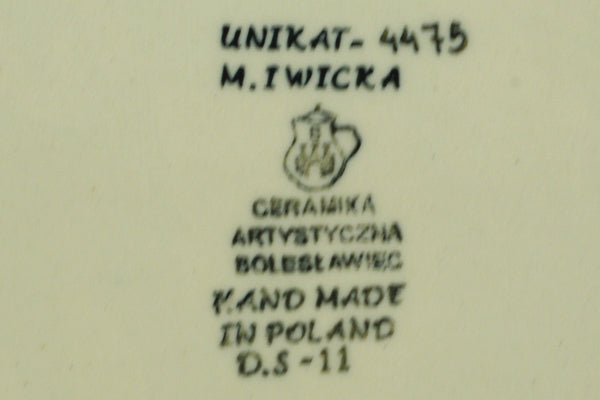 UNIKAT- 4475
M. IWICKA
CERAMIKA
ARTYSTYCZNA
BOLESŁAWIEC
HAND MADE
IN POLAND
D.S -11